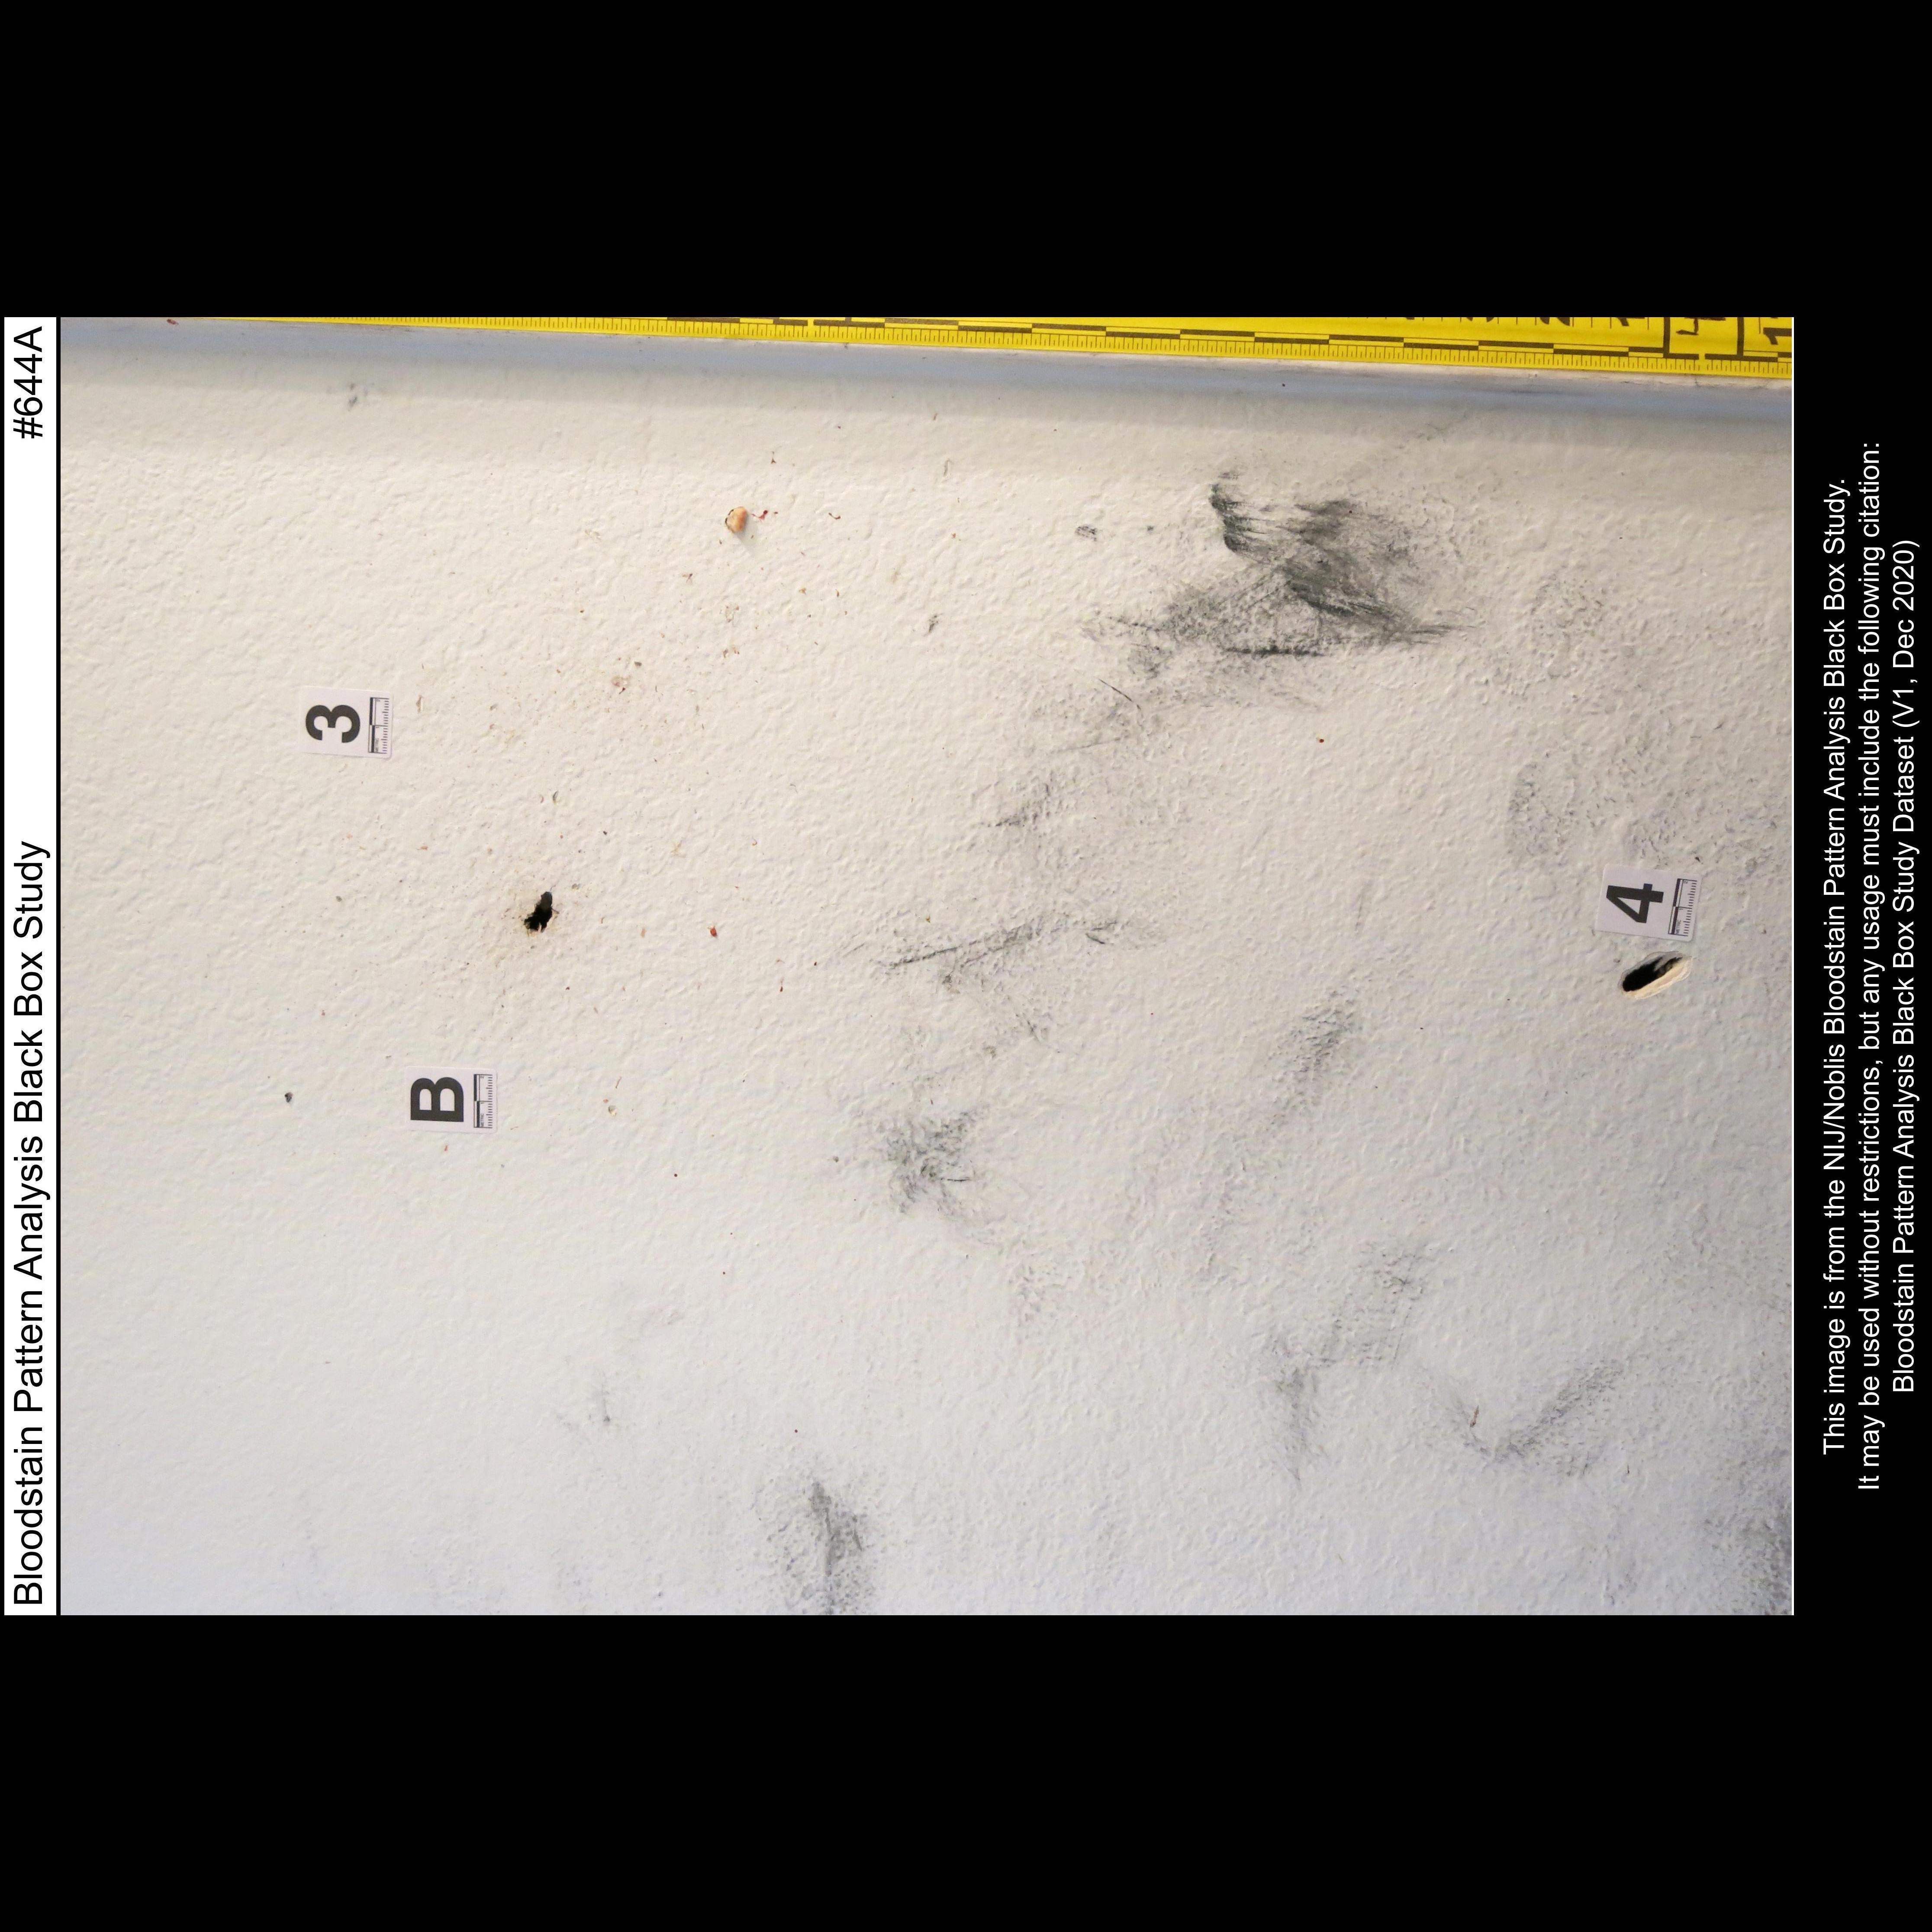 Bloodstain Pattern Analysis Black Box Study #644A
3
B
4
This image is from the NIJ/Noblis Bloodstain Pattern Analysis Black Box Study.
It may be used without restrictions, but any usage must include the following citation:
Bloodstain Pattern Analysis Black Box Study Dataset (V1, Dec 2020)